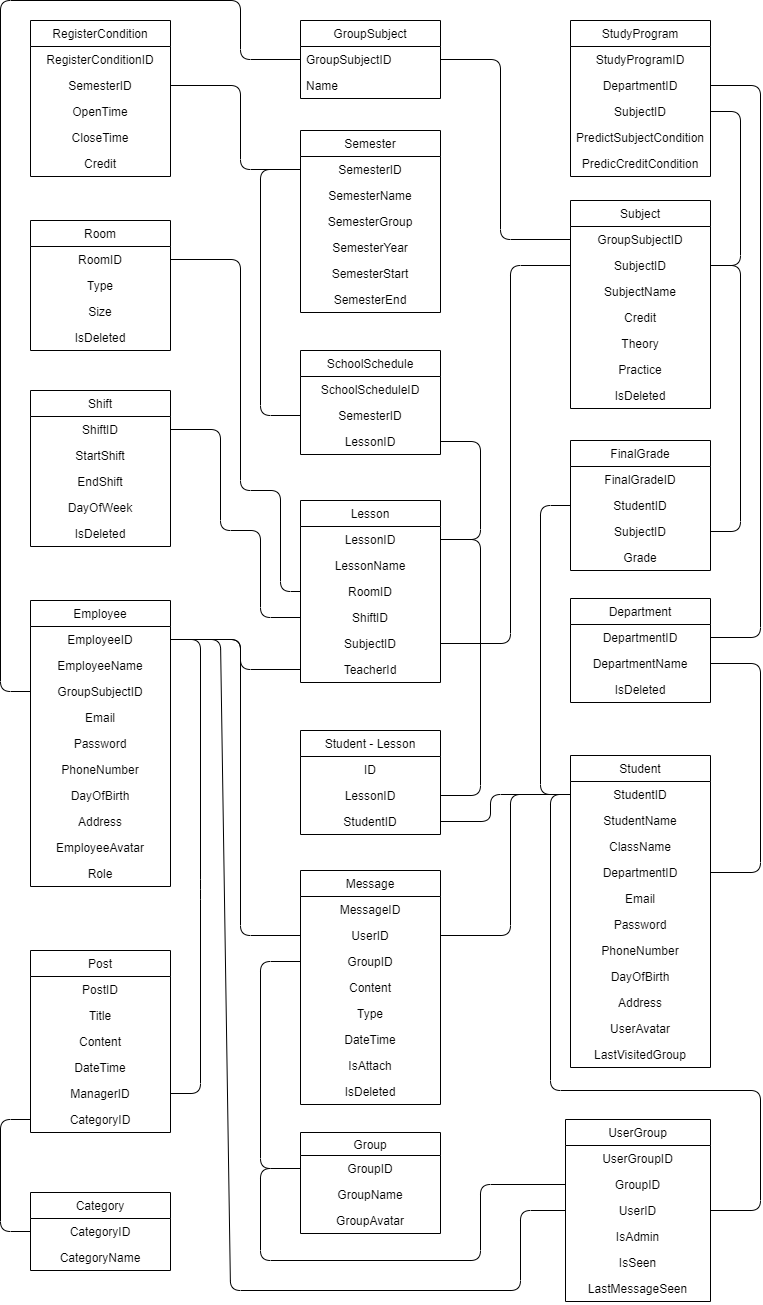 RegisterCondition
RegisterConditionID
SemesterID
OpenTime
CloseTime
Credit
Room
RoomID
Type
Size
IsDeleted
Shift
ShiftID
StartShift
EndShift
DayOfWeek
IsDeleted
Employee
EmployeeID
EmployeeName
GroupSubjectID
Email
Password
PhoneNumber
DayOfBirth
Address
EmployeeAvatar
Role
Post
PostID
Title
Content
DateTime
ManagerID
CategoryID
Category
CategoryID
CategoryName
GroupSubject
GroupSubjectID
Name
Semester
SemesterID
SemesterName
SemesterGroup
SemesterYear
SemesterStart
SemesterEnd
SchoolSchedule
SchoolScheduleID
SemesterID
LessonID
Lesson
LessonID
LessonName
RoomID
ShiftID
SubjectID
TeacherId
Student - Lesson
ID
LessonID
StudentID
Message
MessageID
UserID
GroupID
Content
Type
DateTime
IsAttach
IsDeleted
Group
GroupID
GroupName
GroupAvatar
StudyProgram
StudyProgramID
DepartmentID
SubjectID
PredictSubjectCondition
PredicCreditCondition
Subject
GroupSubjectID
SubjectID
SubjectName
Credit
Theory
Practice
IsDeleted
FinalGrade
FinalGradeID
StudentID
SubjectID
Grade
Department
DepartmentID
DepartmentName
IsDeleted
Student
StudentID
StudentName
ClassName
DepartmentID
Email
Password
PhoneNumber
DayOfBirth
Address
UserAvatar
LastVisitedGroup
UserGroup
UserGroupID
GroupID
UserID
IsAdmin
IsSeen
LastMessageSeen